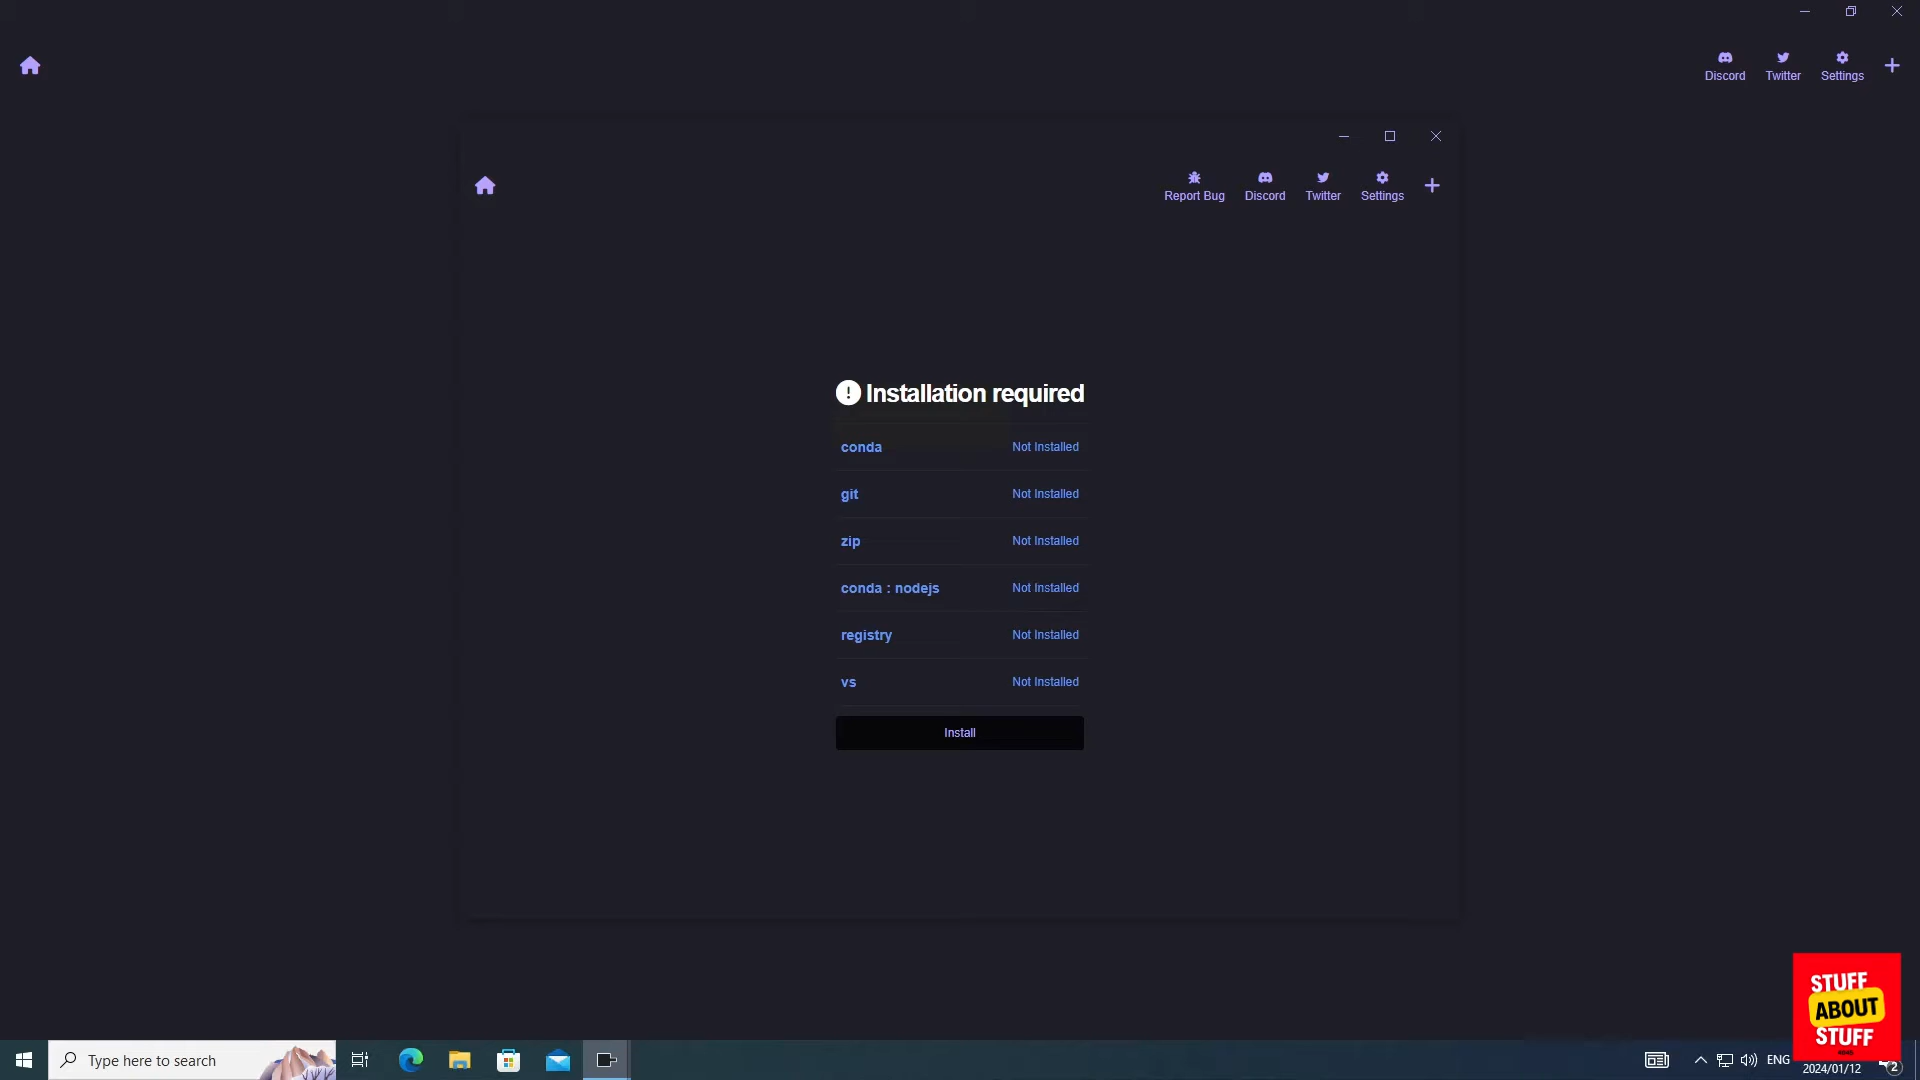 Discord Twitter Settings
Report Bug Discord Twitter Settings
Installation required
conda Not Installed
git Not Installed
zip Not Installed
conda : nodejs Not Installed
registry Not Installed
vs Not Installed
Install
STUFF
ABOUT
STUFF
Type here to search
ENG
2024/01/12
2